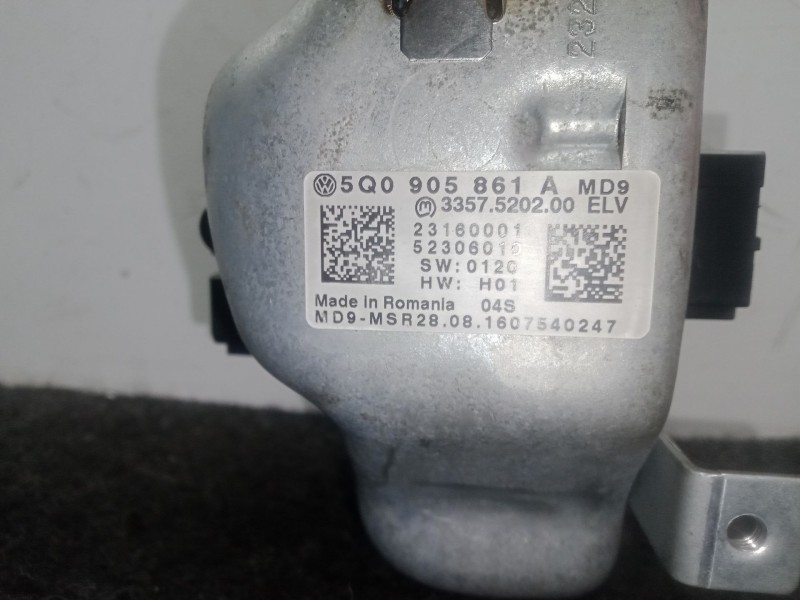 232
5Q0 905 861 A MD9
3357.5202.00 ELV
23160001
SW: 0120
HW: H01
Made in Romania 04S
MD9-MSR28.08.1607540247